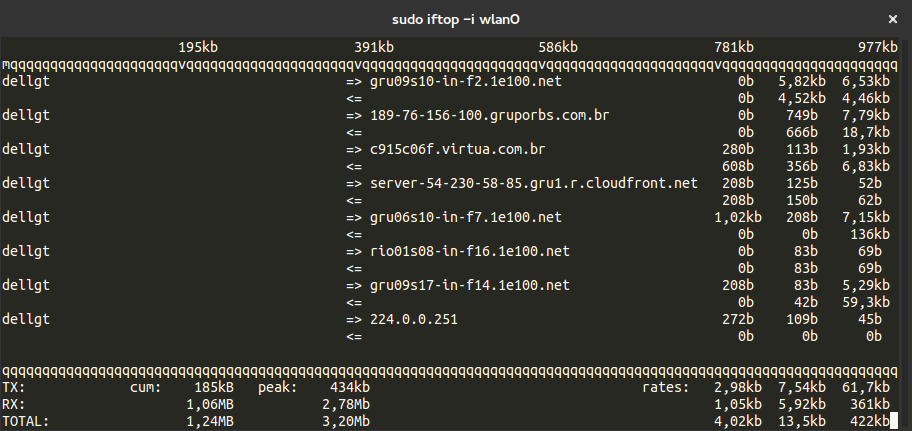 sudo iftop -i wlan0 ×
195kb 391kb 586kb 781kb 977kb
mqqqqqqqqqqqqqqqqqqqqqvqqqqqqqqqqqqqqqqqqqqqvqqqqqqqqqqqqqqqqqqqqqqvqqqqqqqqqqqqqqqqqqqqqvqqqqqqqqqqqqqqqqqqqqqq
dellgt => gru09s10-in-f2.1e100.net 0b 5,82kb 6,53kb
<= 0b 4,52kb 4,46kb
dellgt => 189-76-156-100.gruporbs.com.br 0b 749b 7,79kb
<= 0b 666b 18,7kb
dellgt => c915c06f.virtua.com.br 280b 113b 1,93kb
<= 608b 356b 6,83kb
dellgt => server-54-230-58-85.gru1.r.cloudfront.net 208b 125b 52b
<= 208b 150b 62b
dellgt => gru06s10-in-f7.1e100.net 1,02kb 208b 7,15kb
<= 0b 0b 136kb
dellgt => rio01s08-in-f16.1e100.net 0b 83b 69b
<= 0b 83b 69b
dellgt => gru09s17-in-f14.1e100.net 208b 83b 5,29kb
<= 0b 42b 59,3kb
dellgt => 224.0.0.251 272b 109b 45b
<= 0b 0b 0b
qqqqqqqqqqqqqqqqqqqqqqqqqqqqqqqqqqqqqqqqqqqqqqqqqqqqqqqqqqqqqqqqqqqqqqqqqqqqqqqqqqqqqqqqqqqqqqqqqqqqqqqqqqqqqqqq
TX: cum: 185kB peak: 434kb rates: 2,98kb 7,54kb 61,7kb
RX: 1,06MB 2,78Mb 1,05kb 5,92kb 361kb
TOTAL: 1,24MB 3,20Mb 4,02kb 13,5kb 422kb